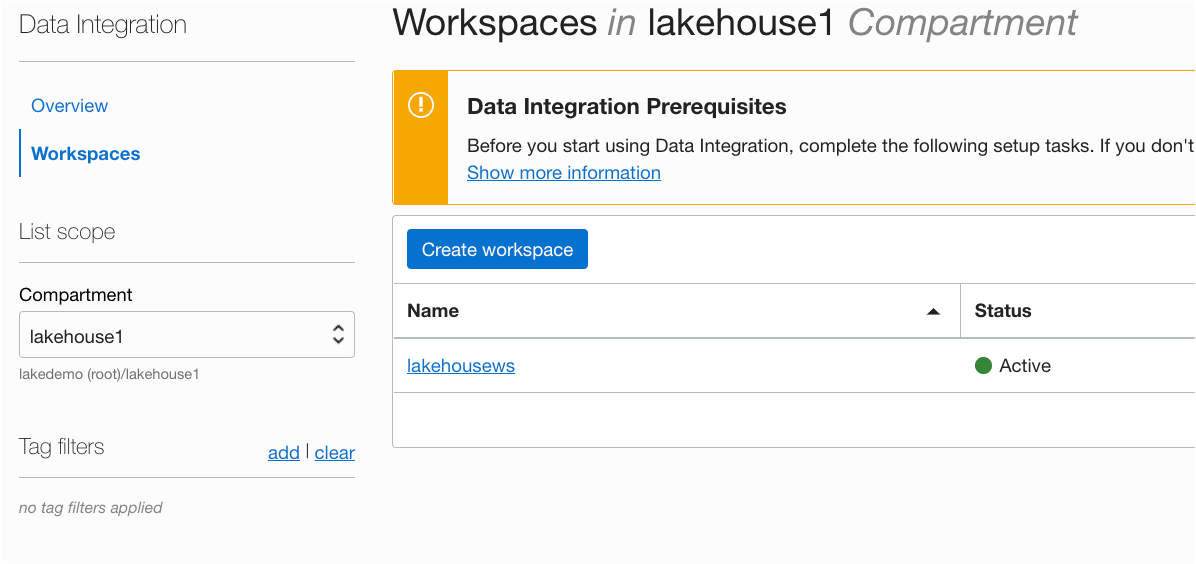 Data Integration
Overview
Workspaces
List scope
Compartment
lakehouse1
lakedemo (root)/lakehouse1
Tag filters
add | clear
no tag filters applied
Workspaces in lakehouse1 Compartment
Data Integration Prerequisites
Before you start using Data Integration, complete the following setup tasks. If you don't
Show more information
Create workspace
Name Status
lakehousews Active